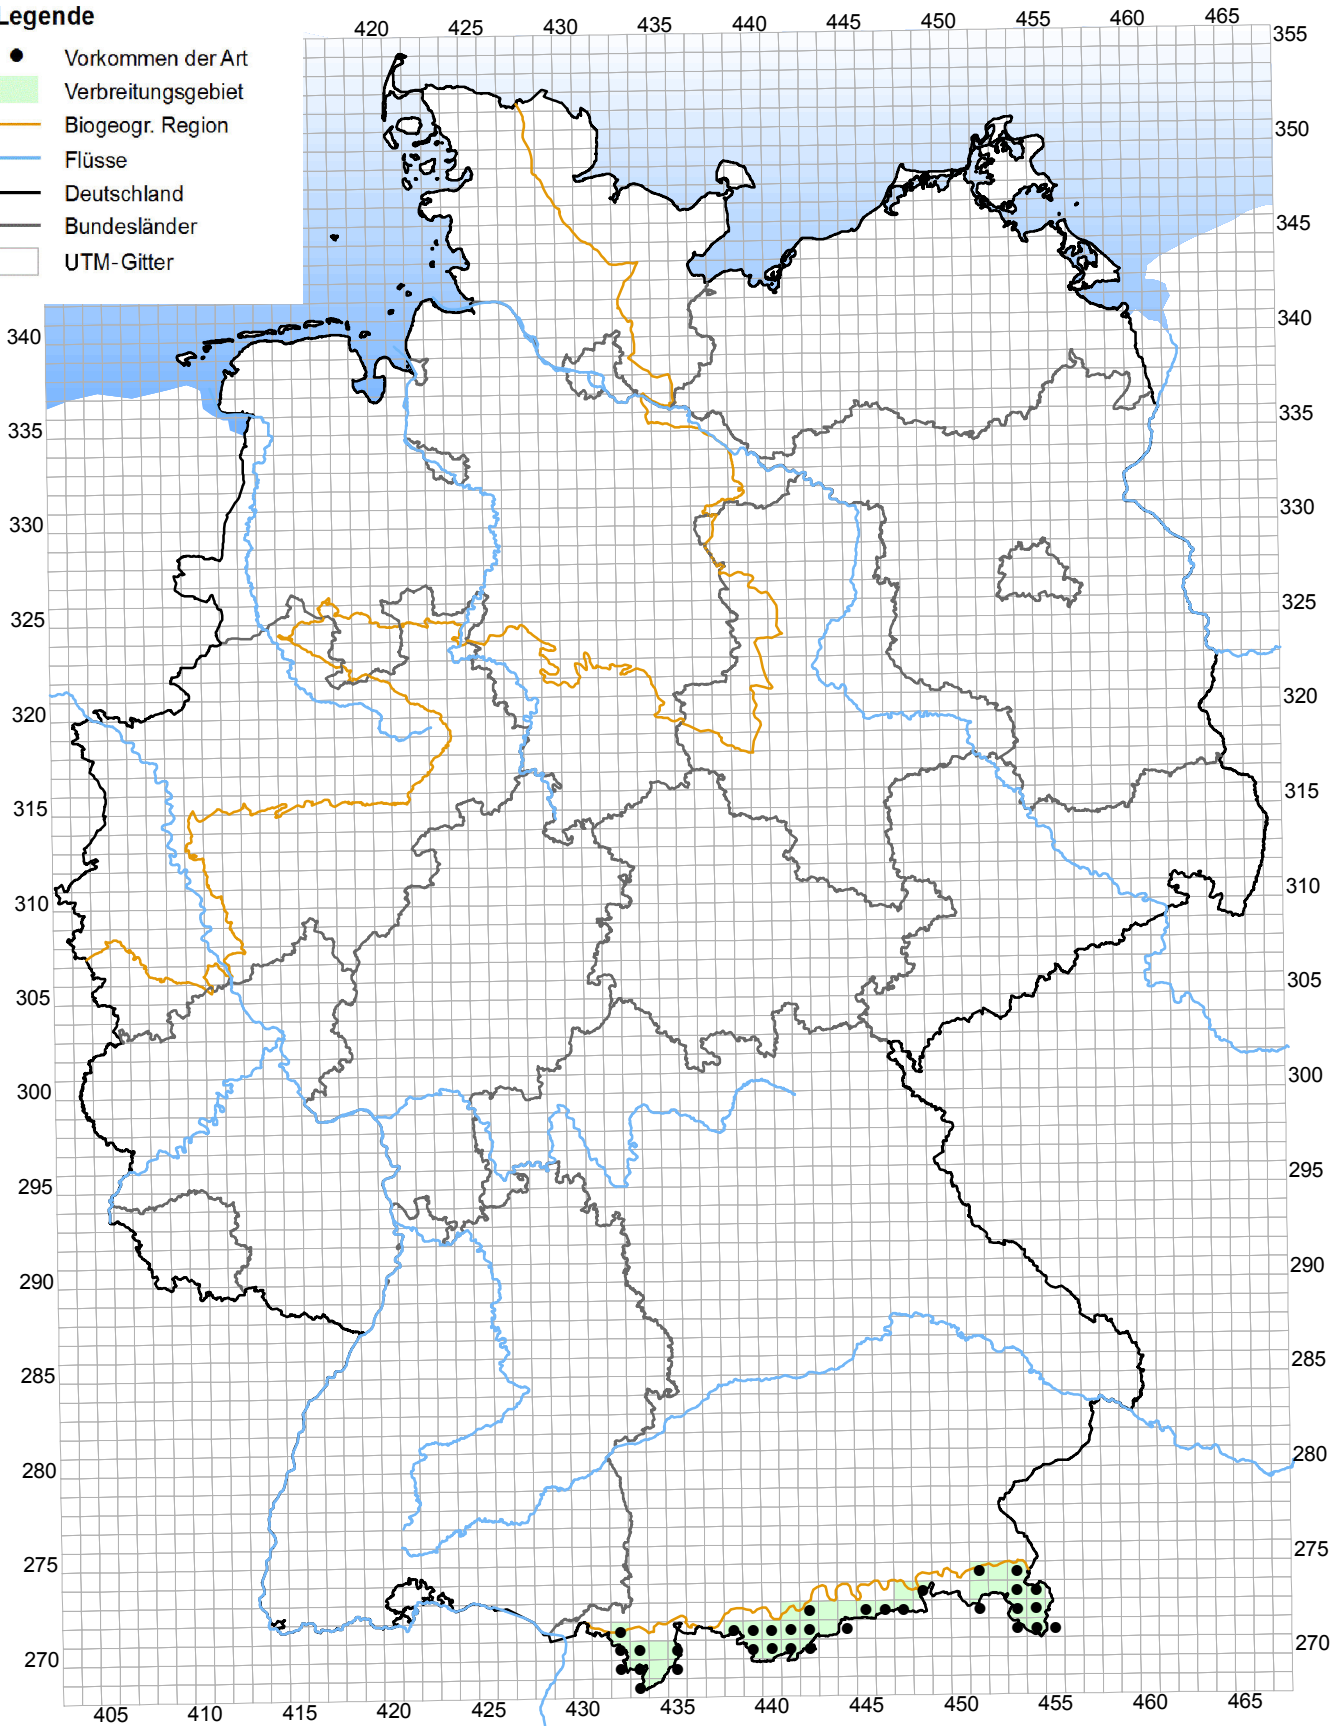 Legende
Vorkommen der Art
Verbreitungsgebiet
Biogeogr. Region
Flüsse
Deutschland
Bundesländer
UTM-Gitter
420 425 430 435 440 445 450 455 460 465
355
350
345
340 340
335 335
330 330
325 325
320 320
315 315
310 310
305 305
300 300
295 295
290 290
285 285
280 280
275 275
270 270
405 410 415 420 425 430 435 440 445 450 455 460 465